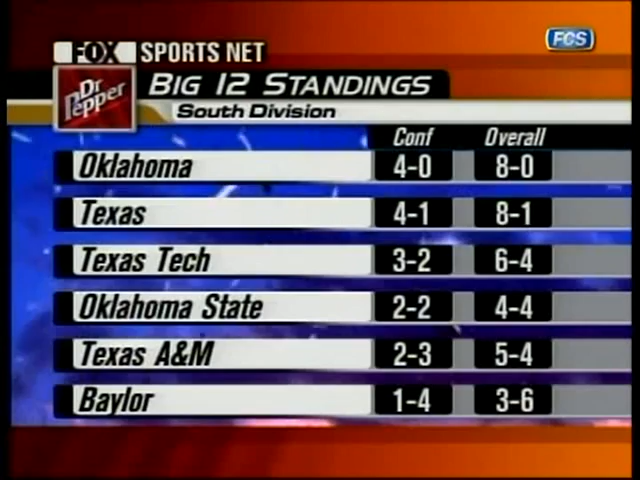 FCS
FOX SPORTS NET
Dr Pepper
BIG 12 STANDINGS
South Division
Conf Overall
Oklahoma 4-0 8-0
Texas 4-1 8-1
Texas Tech 3-2 6-4
Oklahoma State 2-2 4-4
Texas A&M 2-3 5-4
Baylor 1-4 3-6